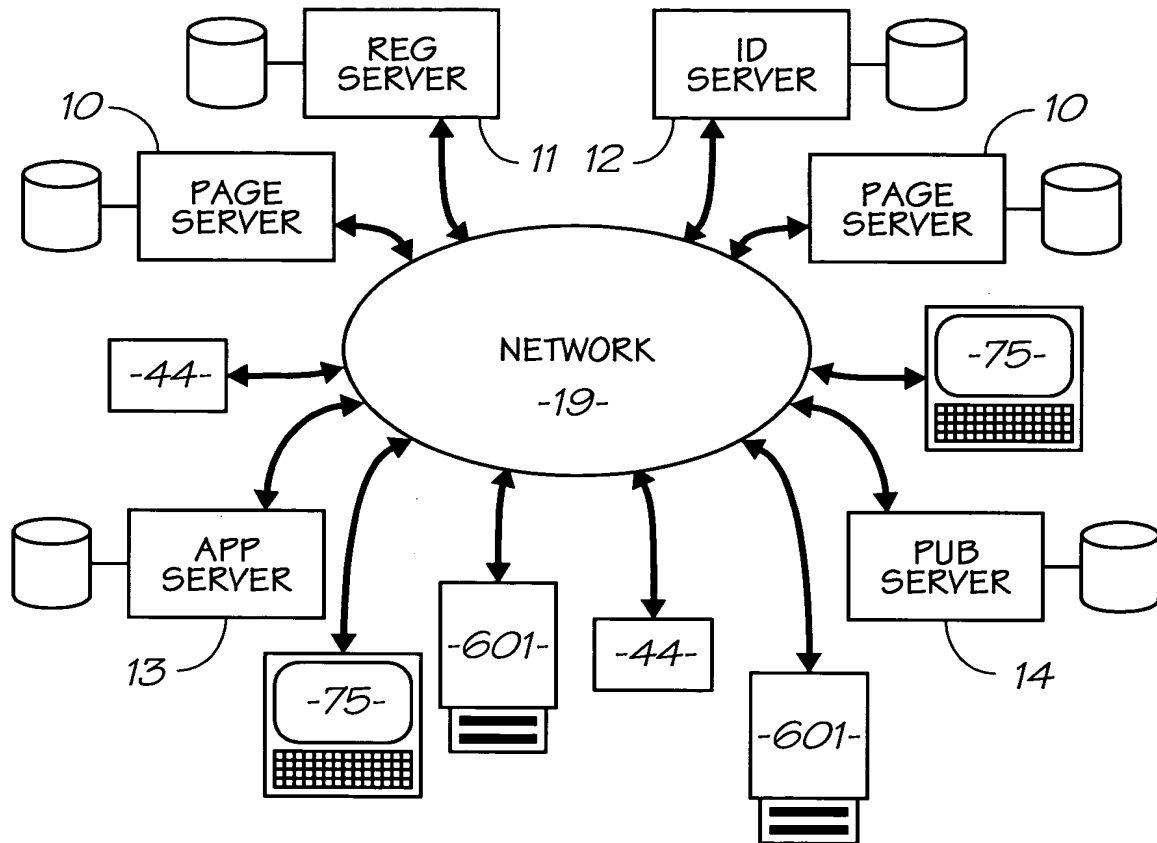 REG
SERVER
ID
SERVER
10
11
12
10
PAGE
SERVER
PAGE
SERVER
NETWORK
-19-
-75-
-44-
APP
SERVER
PUB
SERVER
-601-
-44-
13
-75-
14
-601-